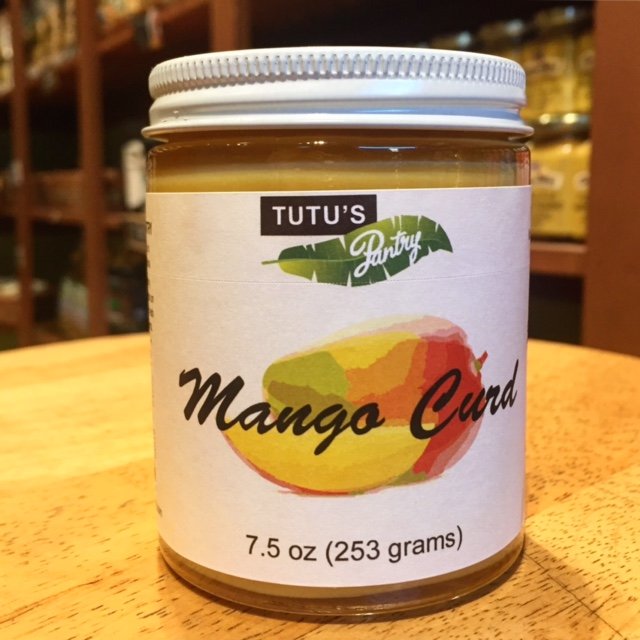 TUTU'S
Pantry
Mango Curd
7.5 oz (253 grams)